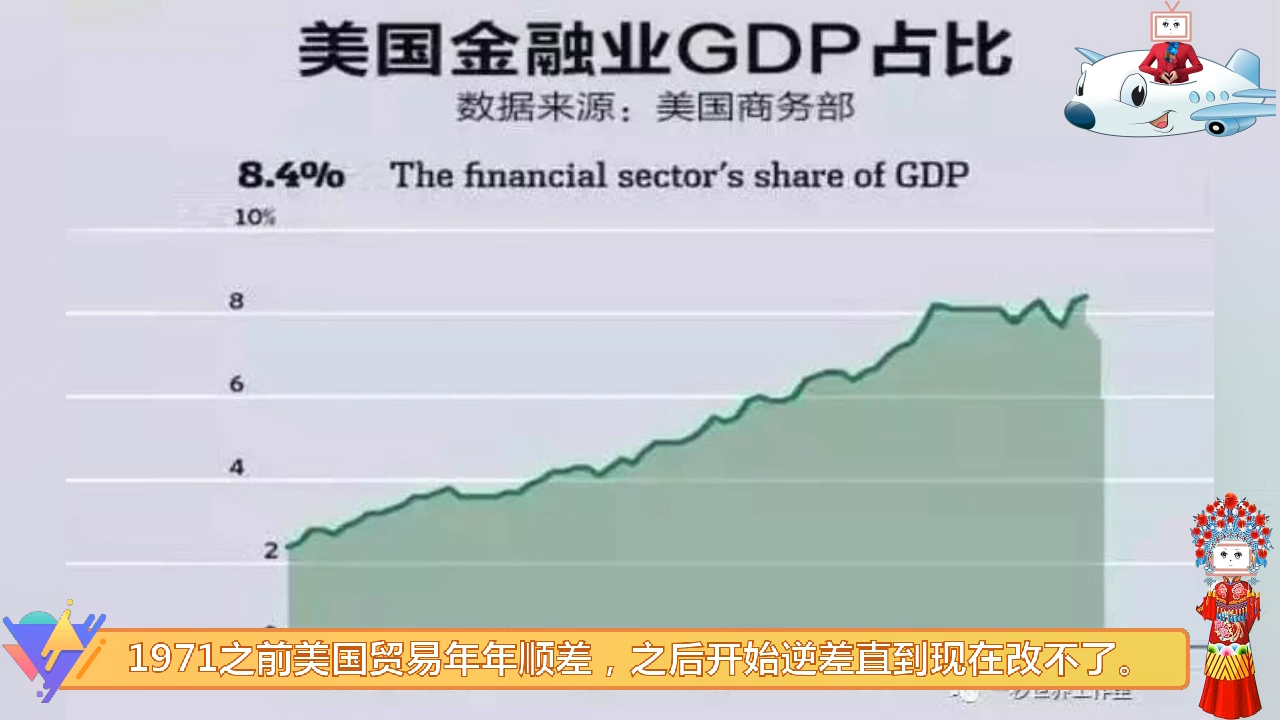 美国金融业GDP占比
数据来源：美国商务部
8.4% The financial sector's share of GDP
10%
8
6
4
2
1971之前美国贸易年年顺差，之后开始逆差直到现在改不了。